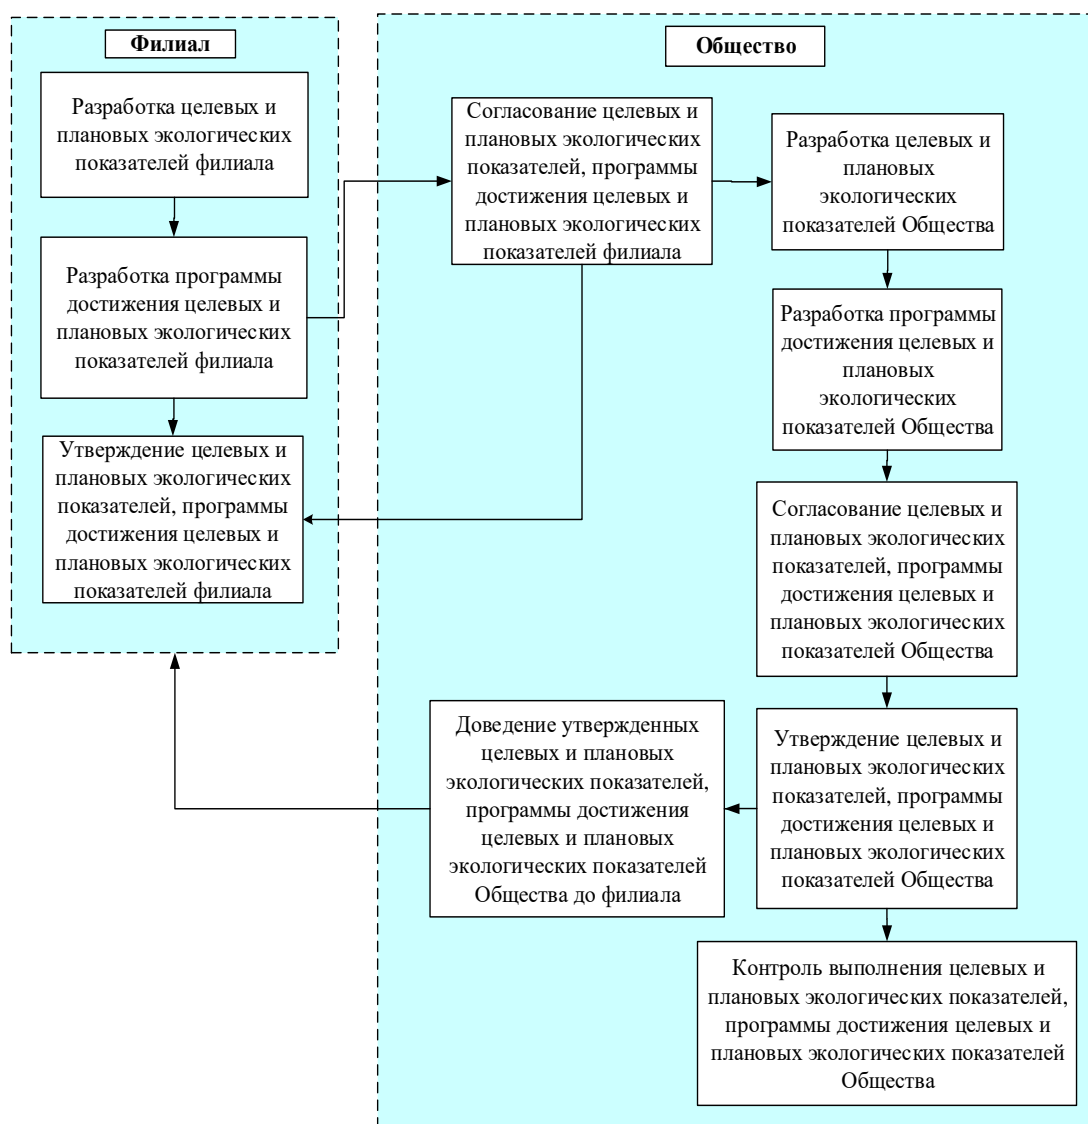 Филиал
Разработка целевых и
плановых экологических
показателей филиала
Разработка программы
достижения целевых и
плановых экологических
показателей филиала
Утверждение целевых и
плановых экологических
показателей, программы
достижения целевых и
плановых экологических
показателей филиала
Общество
Согласование целевых и
плановых экологических
показателей, программы
достижения целевых и
плановых экологических
показателей филиала
Разработка целевых и
плановых
экологических
показателей Общества
Разработка программы
достижения целевых и
плановых
экологических
показателей Общества
Согласование целевых и
плановых экологических
показателей, программы
достижения целевых и
плановых экологических
показателей Общества
Утверждение целевых и
плановых экологических
показателей, программы
достижения целевых и
плановых экологических
показателей Общества
Доведение утвержденных
целевых и плановых
экологических показателей,
программы достижения
целевых и плановых
экологических показателей
Общества до филиала
Контроль выполнения целевых и
плановых экологических показателей,
программы достижения целевых и
плановых экологических показателей
Общества